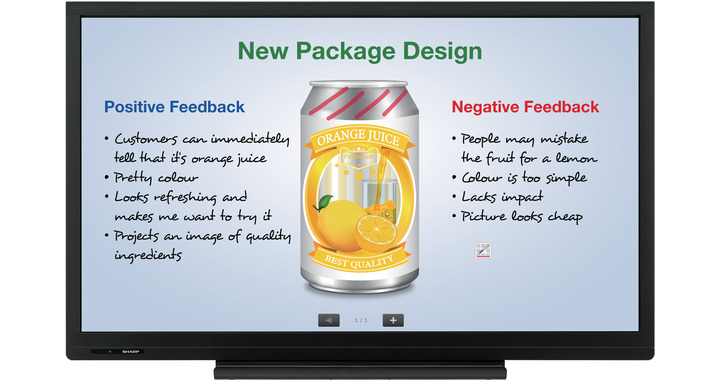 New Package Design
Positive Feedback
• Customers can immediately
tell that it's orange juice
• Pretty colour
• Looks refreshing and
makes me want to try it
• Projects an image of quality
ingredients
ORANGE JUICE
BEST QUALITY
Negative Feedback
• People may mistake
the fruit for a lemon
• Colour is too simple
• Lacks impact
• Picture looks cheap
1 / 1
SHARP